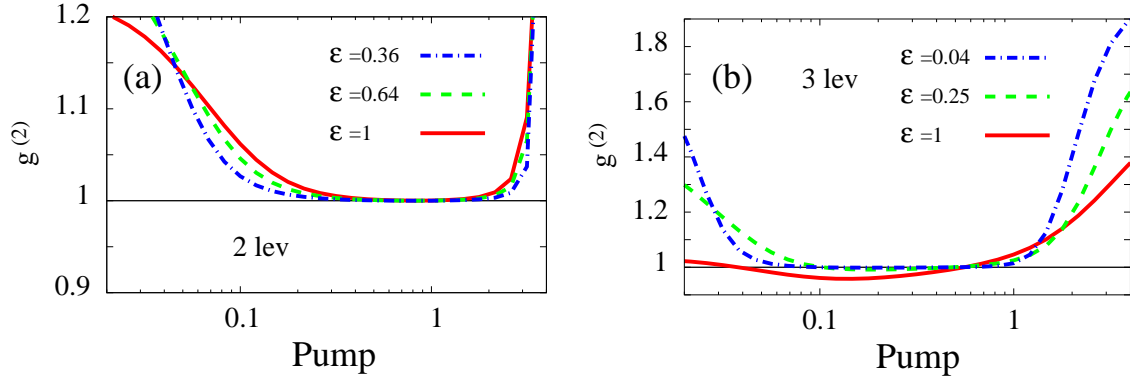 1.2
1.1
1
0.9
g (2)
(a)
ε =0.36
ε =0.64
ε =1
2 lev
0.1
1
Pump
1.8
1.6
1.4
1.2
1
g (2)
(b)
3 lev
ε =0.04
ε =0.25
ε =1
0.1
1
Pump